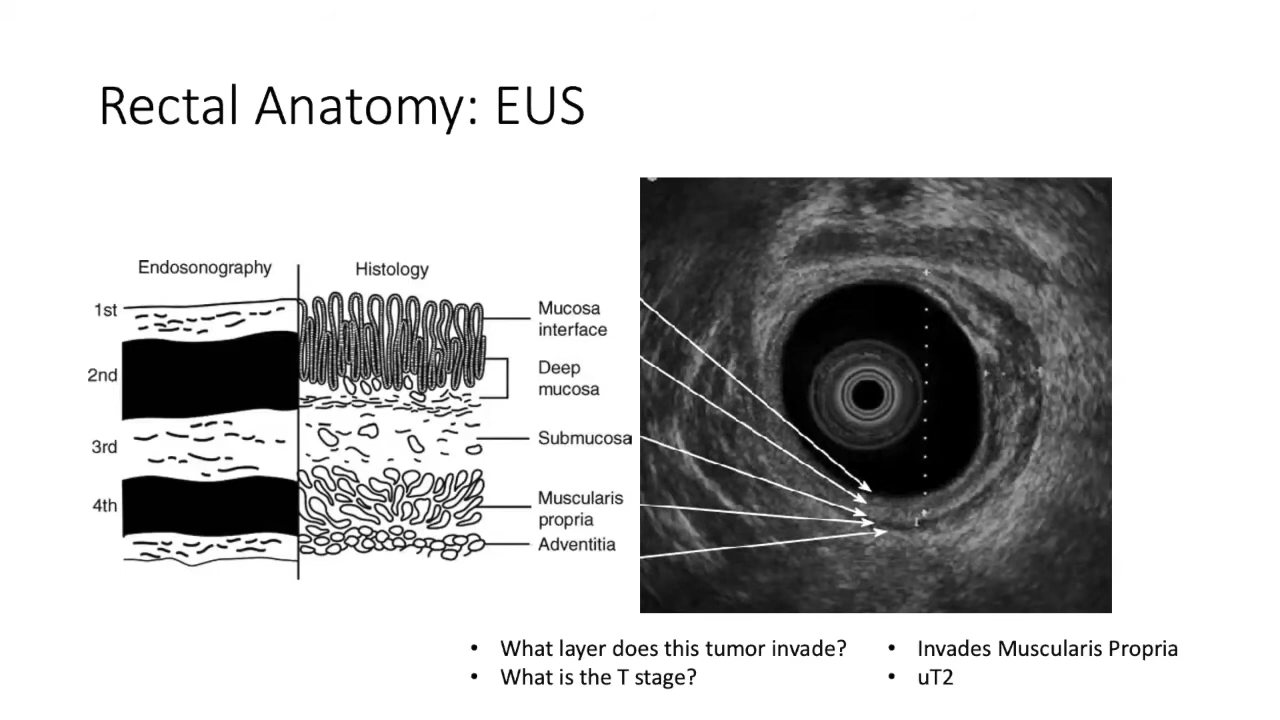 Rectal Anatomy: EUS
Endosonography
Histology
1st
2nd
3rd
4th
Mucosa
interface
Deep
mucosa
Submucosa
Muscularis
propria
Adventitia
• What layer does this tumor invade?
• What is the T stage?
• Invades Muscularis Propria
• uT2